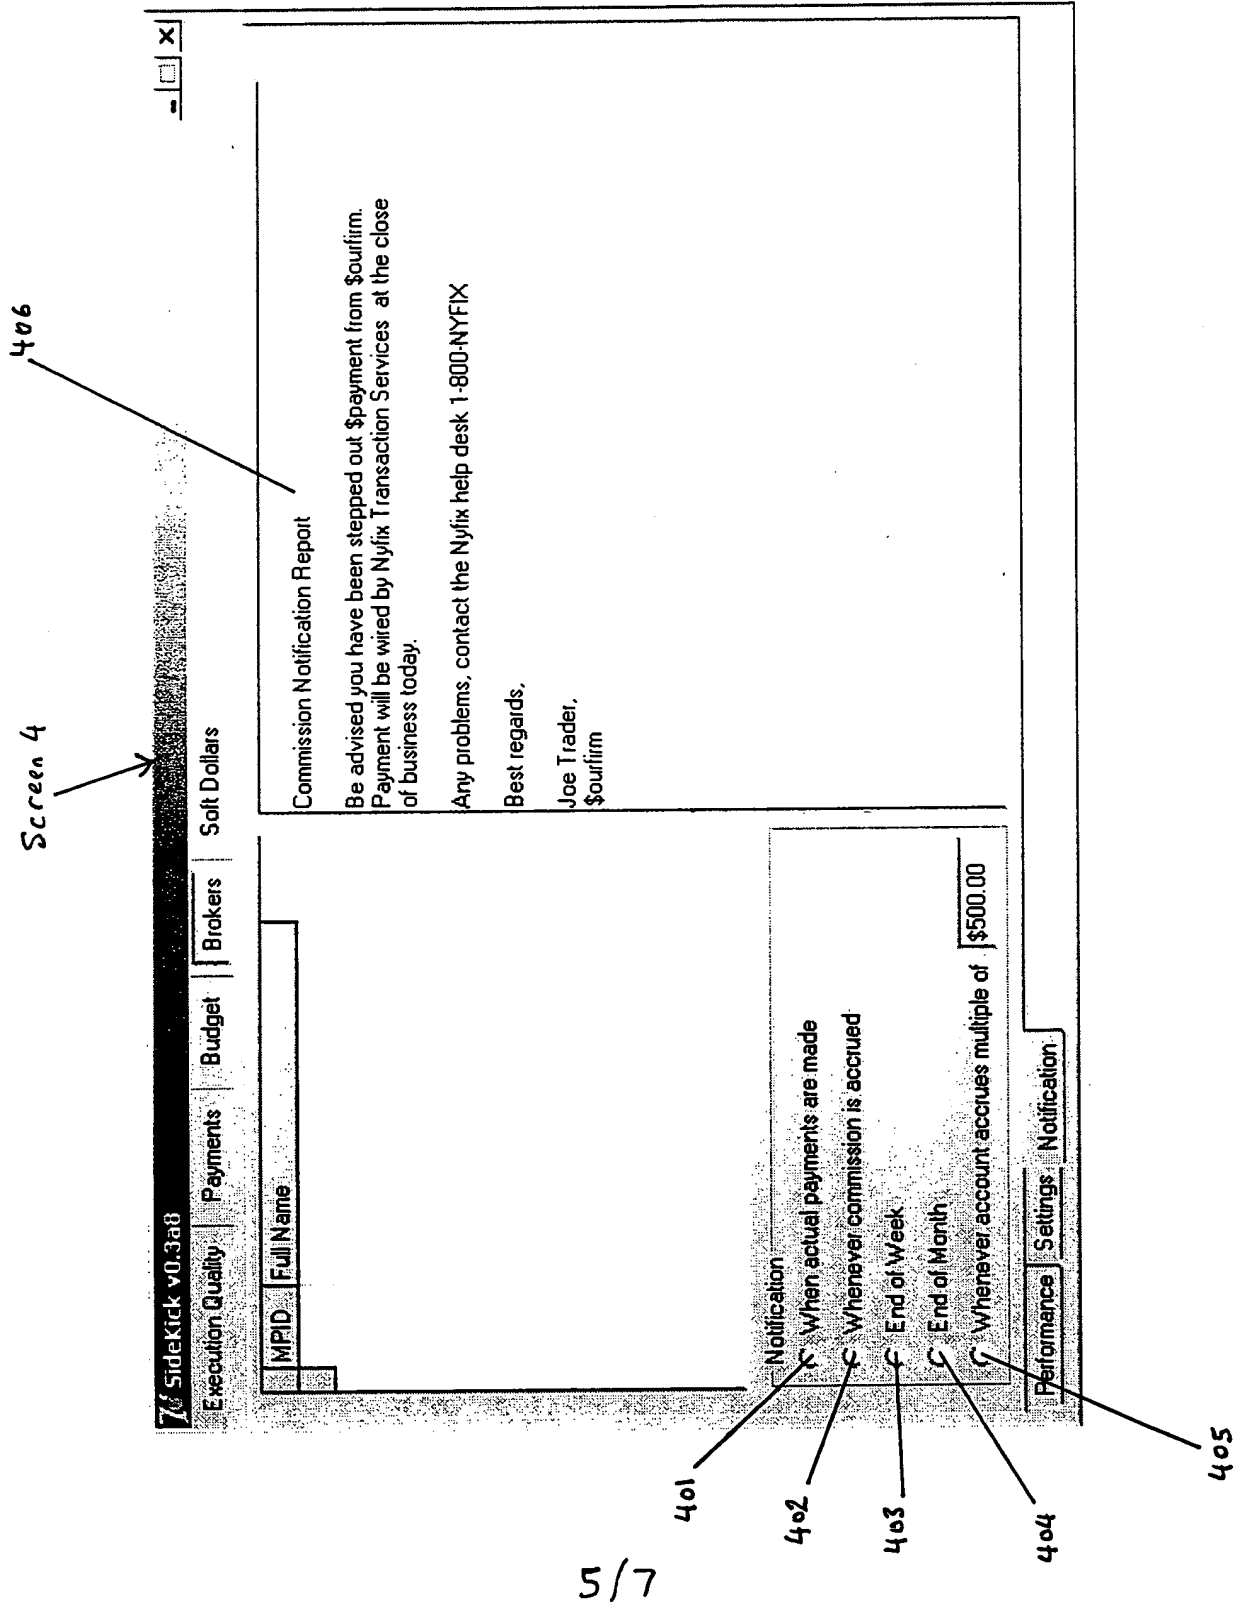 Screen 4
SideKick v0.3a8
Execution Quality Payments Budget Brokers Soft Dollars
MPID Full Name
406
Commission Notification Report
Be advised you have been stepped out $payment from $ourfirm.
Payment will be wired by Nyfix Transaction Services at the close
of business today.
Any problems, contact the Nyfix help desk 1-800-NYFIX
Best regards,
Joe Trader,
$ourfirm
Notification
401
When actual payments are made
402
Whenever commission is accrued
403
End of Week
404
End of Month
405
Whenever account accrues multiple of $500.00
Performance Settings Notification
5/7